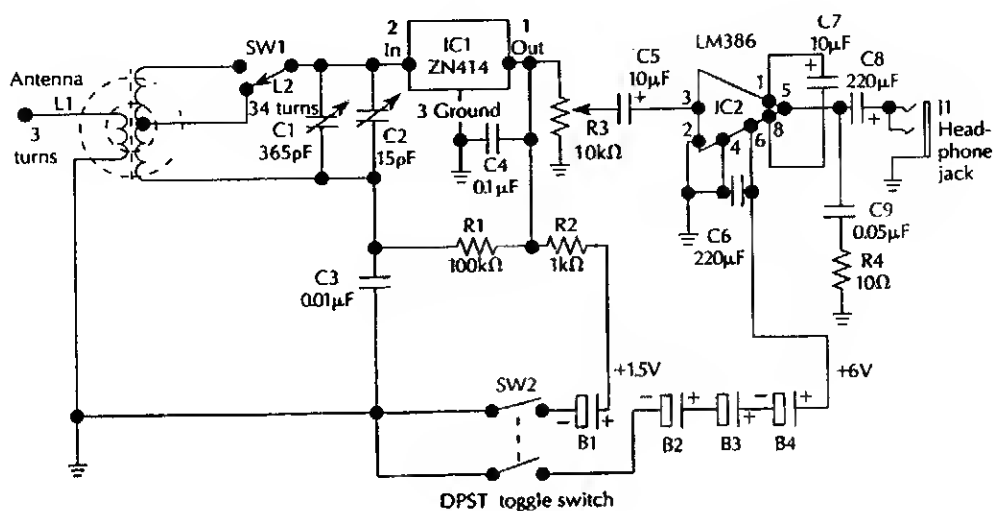 Antenna
L1
3
turns
SW1
L2
34 turns
C1
365pF
C2
15pF
2
In
IC1
ZN414
1
Out
3 Ground
C4
0.1µF
R3
10kΩ
C5
10µF
+
LM386
IC2
3
2
4
6
1
5
8
C7
10µF
+
C8
220µF
+
J1
Head-
phone
jack
C6
220µF
C9
0.05µF
R4
10Ω
R1
100kΩ
R2
1kΩ
C3
0.01µF
+1.5V
+6V
SW2
- +
B1
- +
B2
+
B3
- +
B4
DPST toggle switch